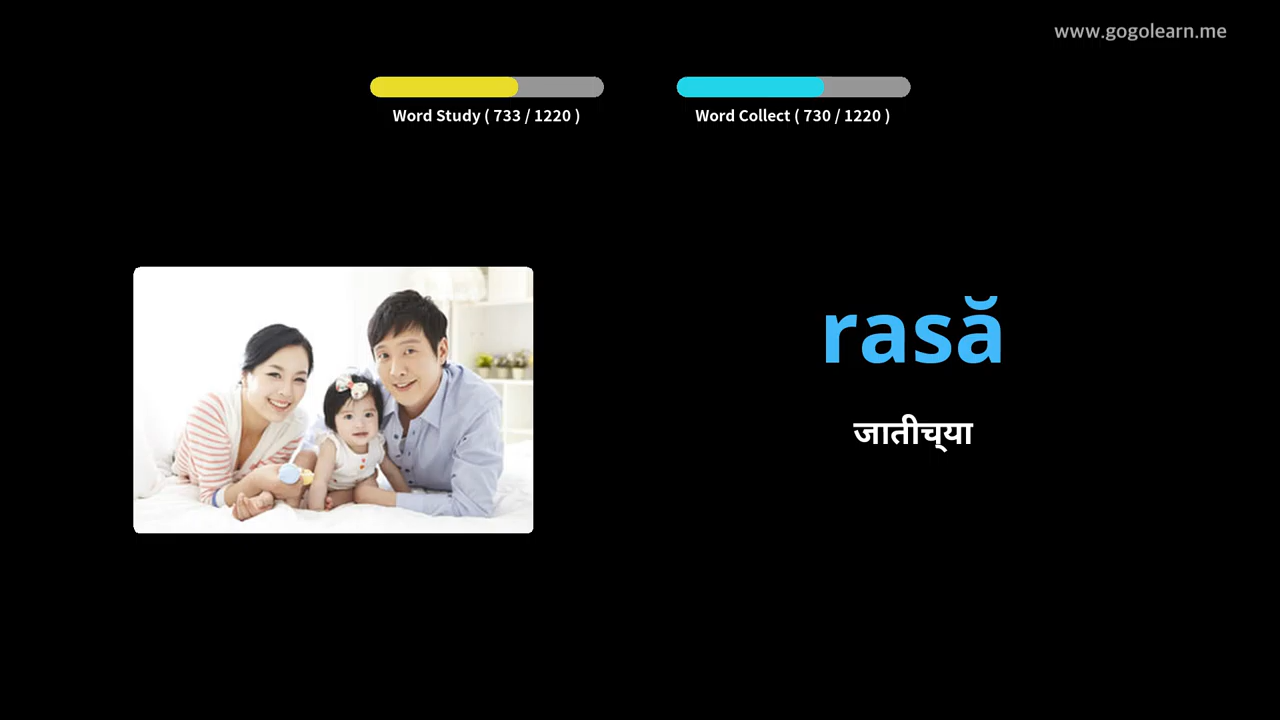 www.gogolearn.me
Word Study ( 733 / 1220 )
Word Collect ( 730 / 1220 )
rasă
जातीच्या